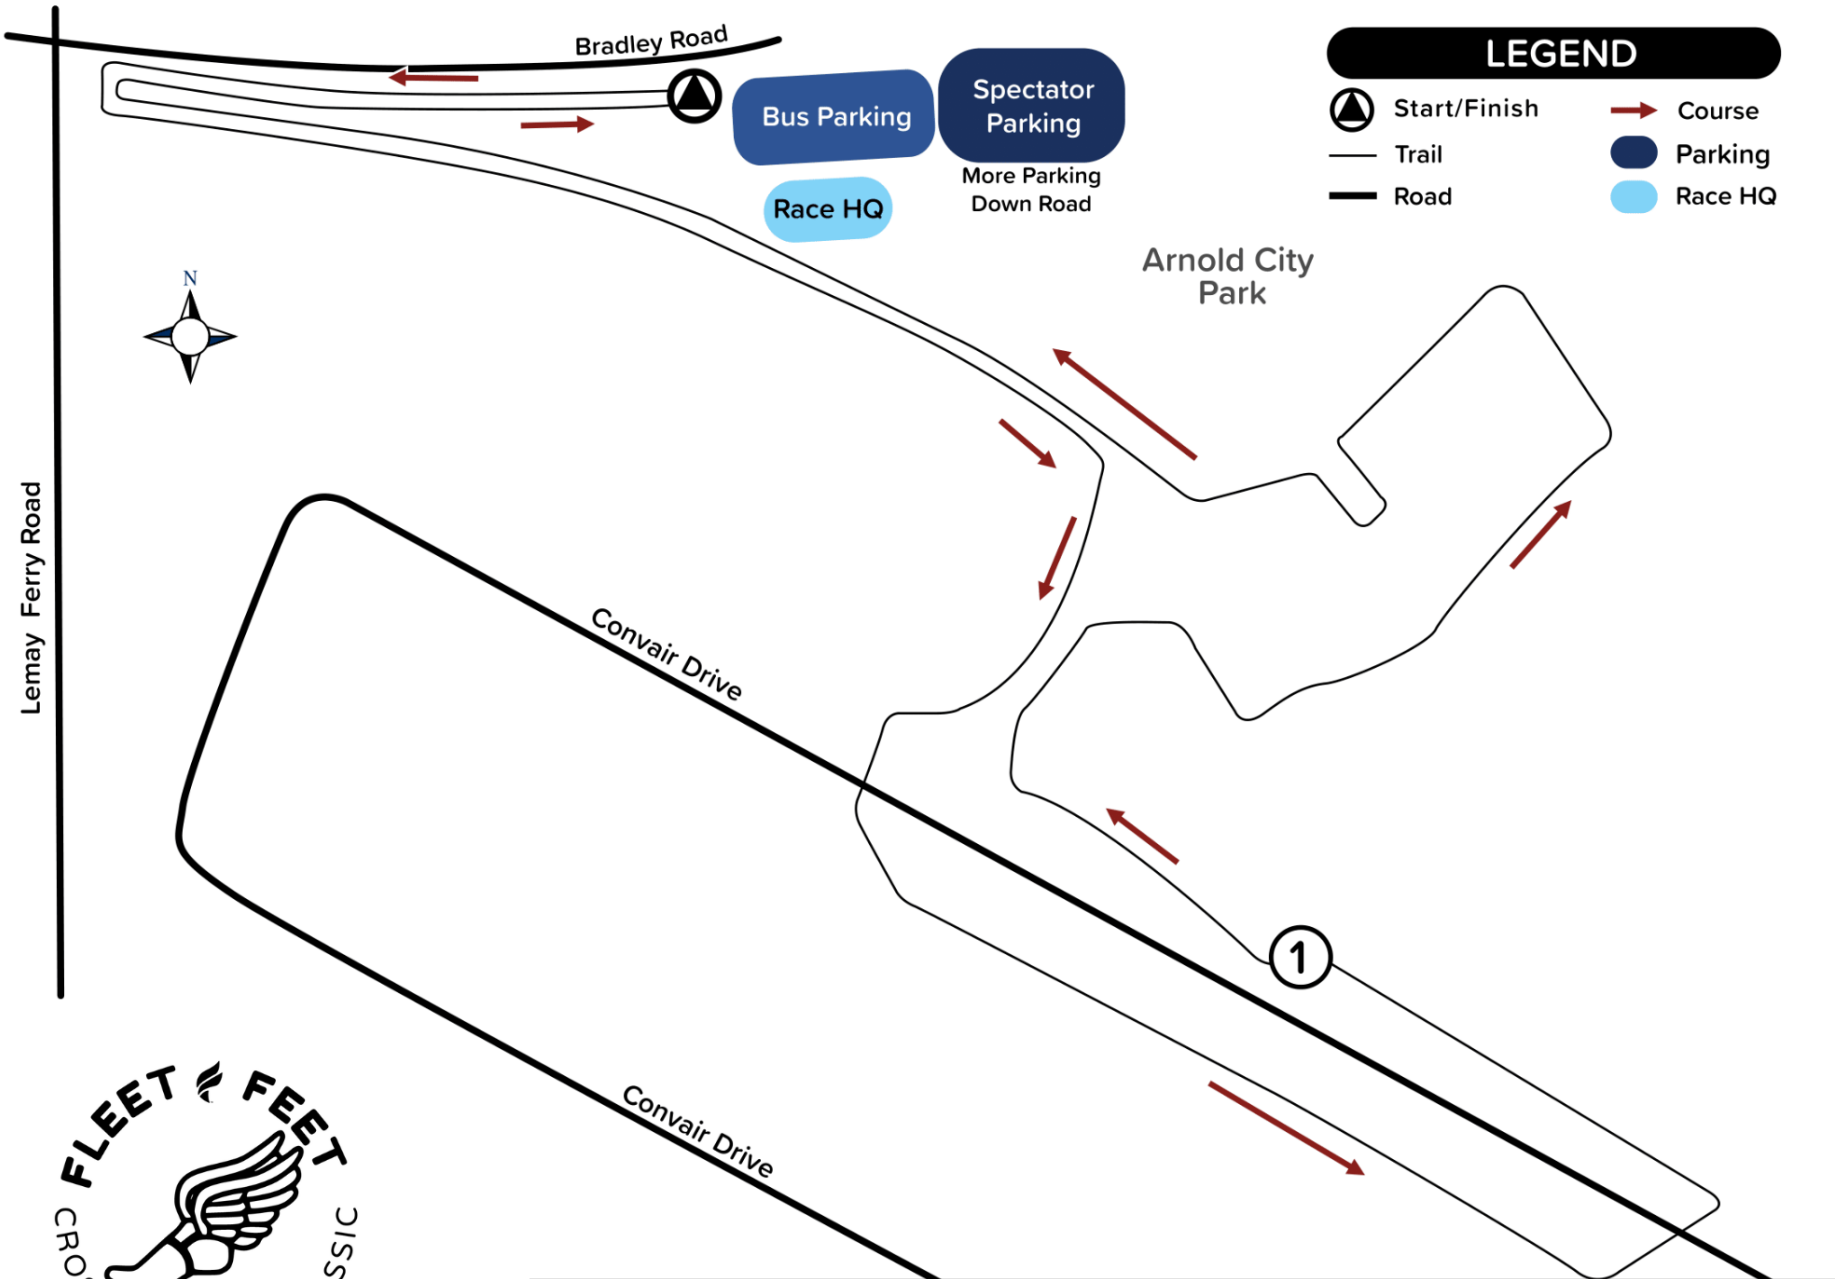 Bradley Road
LEGEND
Bus Parking
Spectator
Parking
More Parking
Down Road
Race HQ
Start/Finish
Course
Trail
Parking
Road
Race HQ
Arnold City
Park
N
Lemay Ferry Road
Convair Drive
1
Convair Drive
FLEET FEET